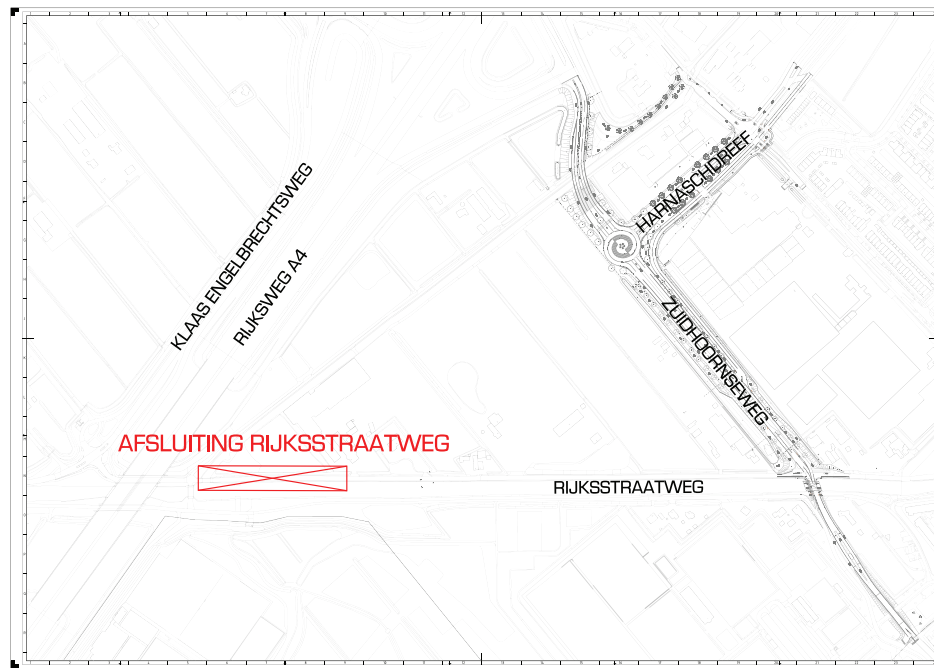 HARNASCHDREEF
KLAAS ENGELBRECHTSWEG
RIJKSWEG A4
ZUIDHOORNSEWEG
AFSLUITING RIJKSSTRAATWEG
RIJKSSTRAATWEG